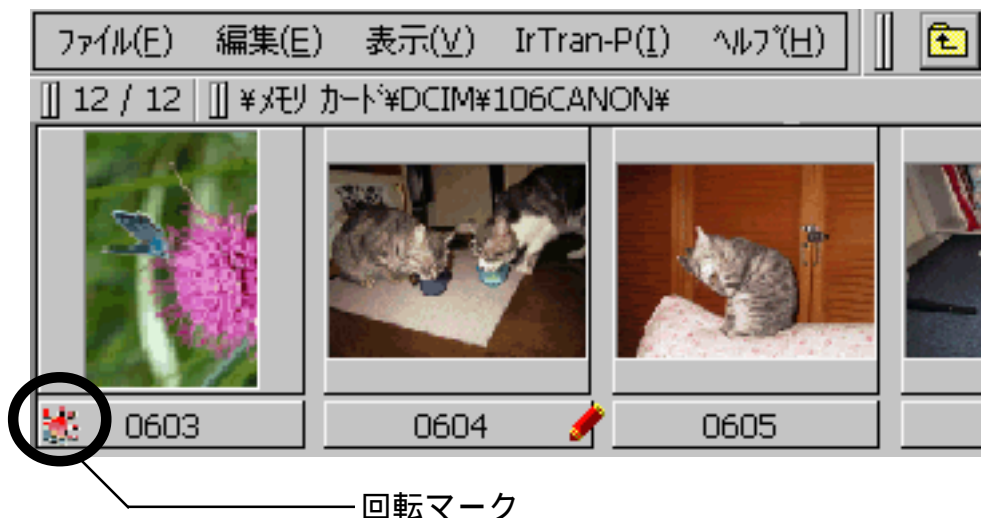 ファイル(F) 編集(E) 表示(V) IrTran-P(I) ヘルプ(H)
12 / 12 ¥メモリ カード¥DCIM¥106CANON¥
0603 0604 0605
回転マーク